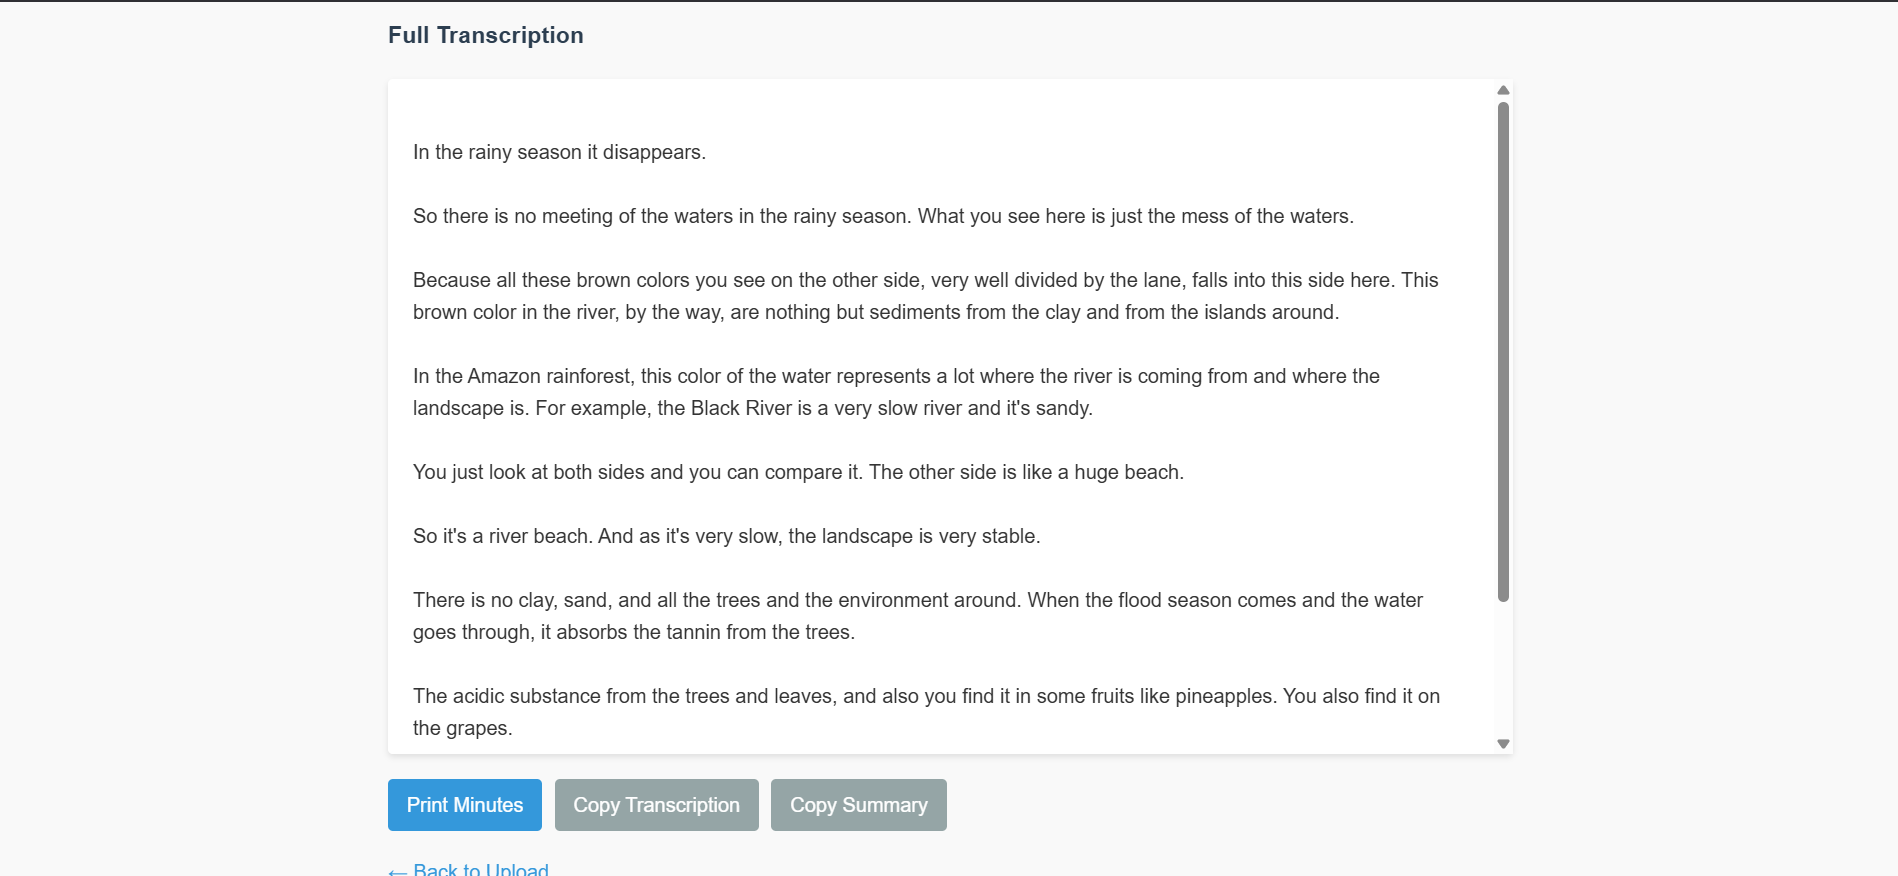 Full Transcription
In the rainy season it disappears.
So there is no meeting of the waters in the rainy season. What you see here is just the mess of the waters.
Because all these brown colors you see on the other side, very well divided by the lane, falls into this side here. This
brown color in the river, by the way, are nothing but sediments from the clay and from the islands around.
In the Amazon rainforest, this color of the water represents a lot where the river is coming from and where the
landscape is. For example, the Black River is a very slow river and it's sandy.
You just look at both sides and you can compare it. The other side is like a huge beach.
So it's a river beach. And as it's very slow, the landscape is very stable.
There is no clay, sand, and all the trees and the environment around. When the flood season comes and the water
goes through, it absorbs the tannin from the trees.
The acidic substance from the trees and leaves, and also you find it in some fruits like pineapples. You also find it on
the grapes.
Print Minutes Copy Transcription Copy Summary
← Back to Upload